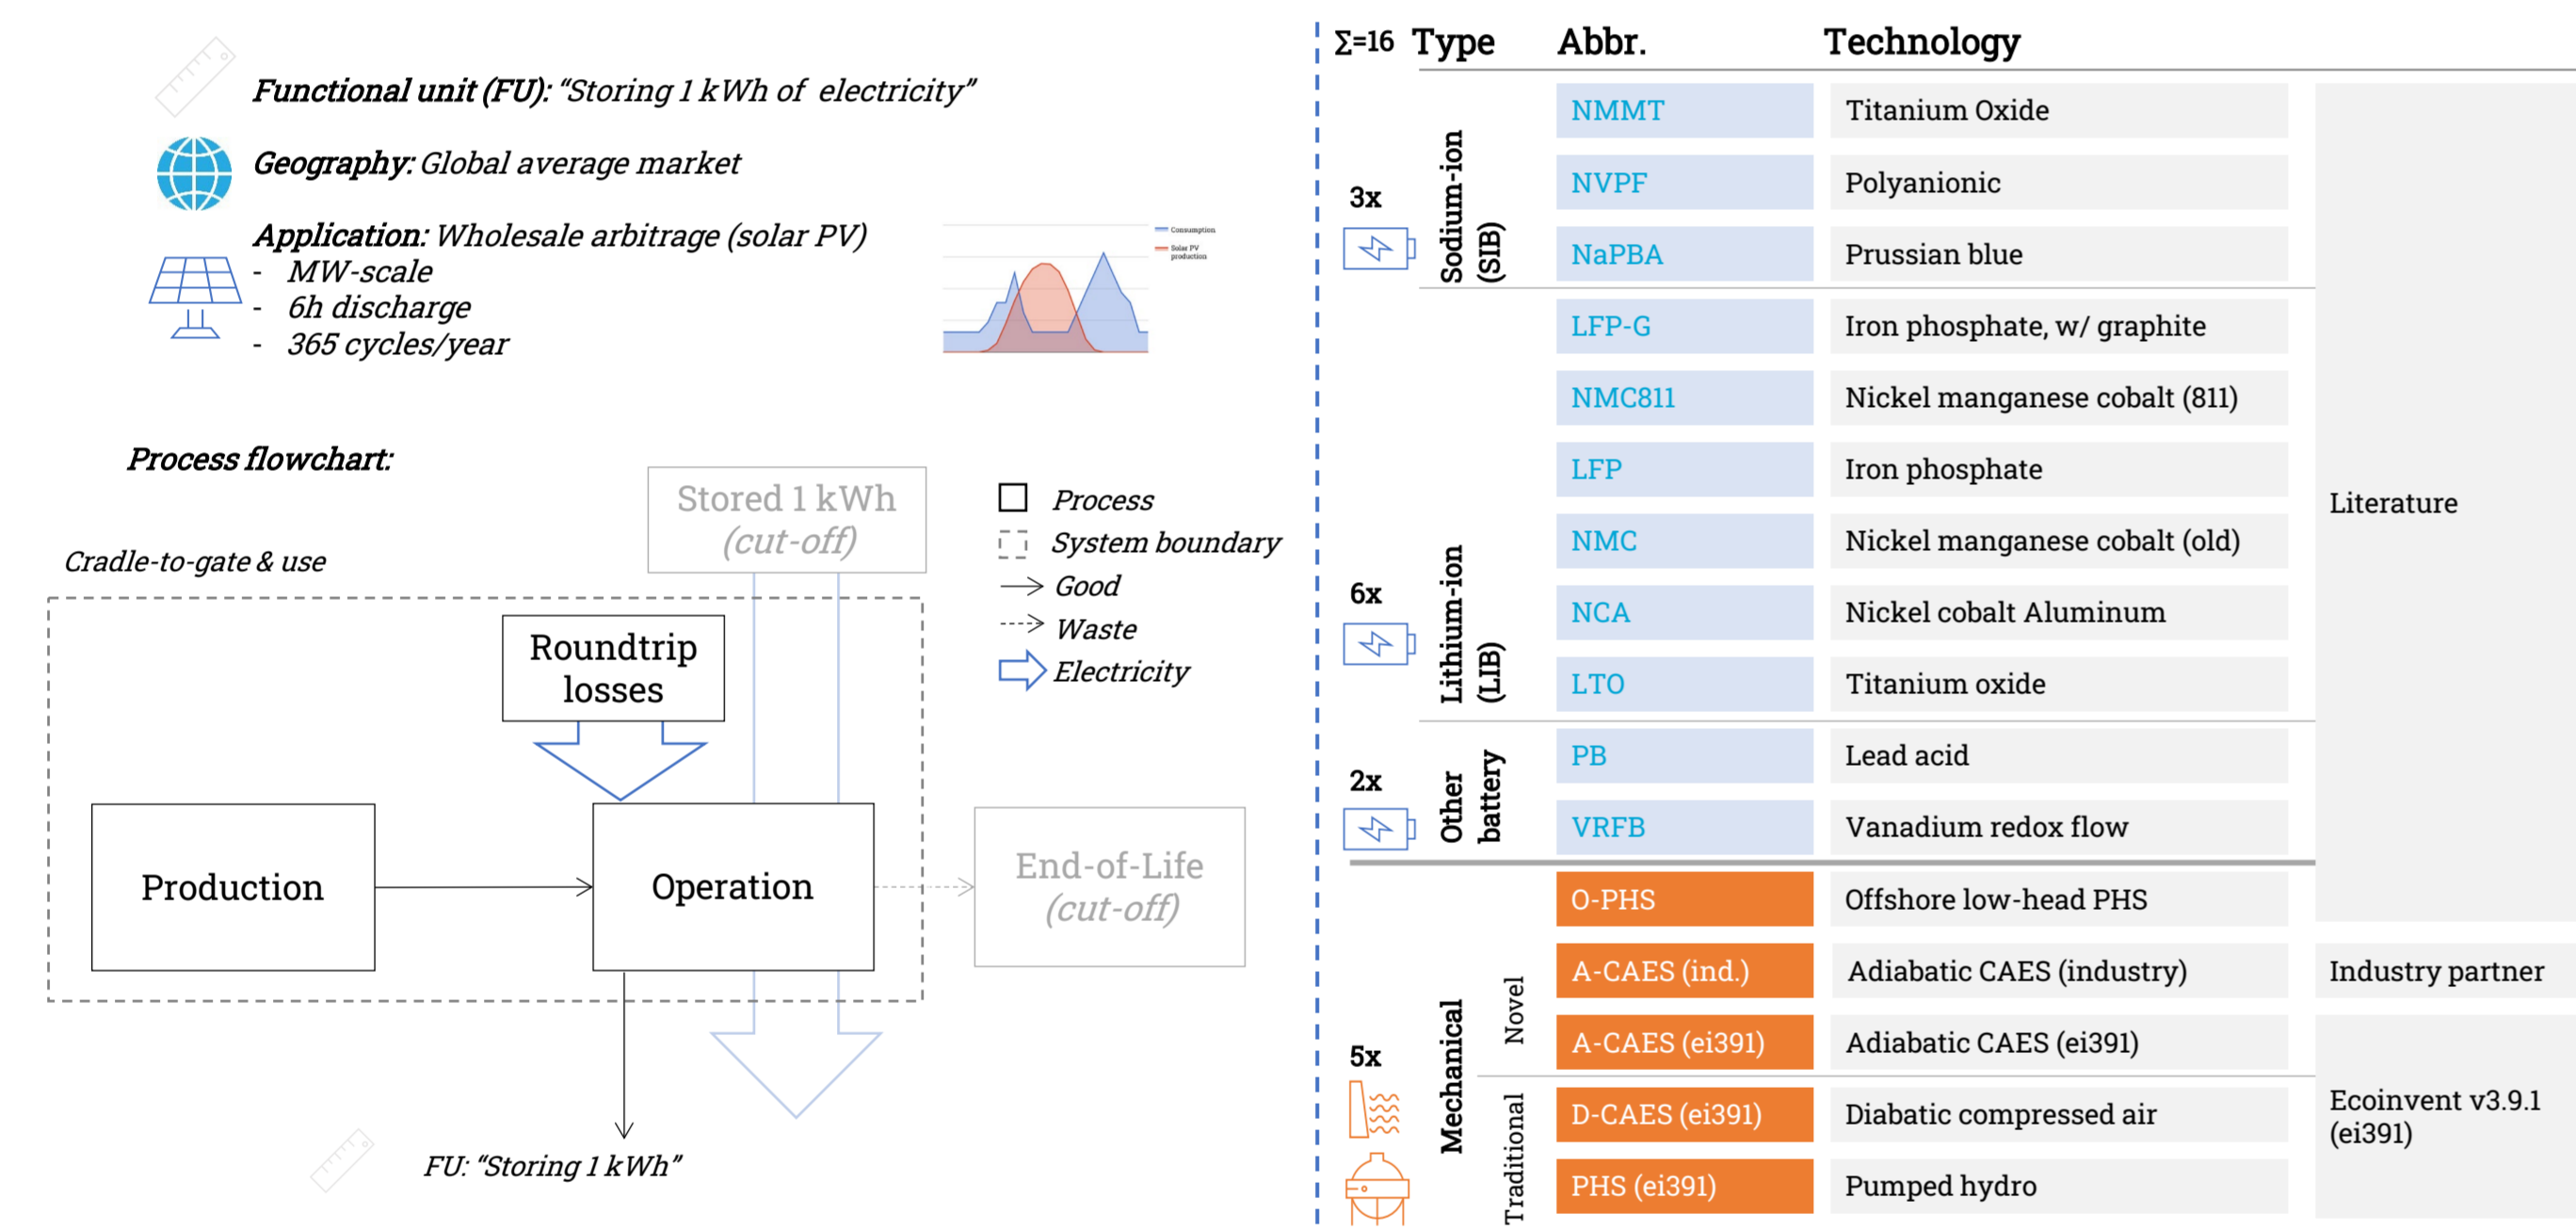 Functional unit (FU): “Storing 1 kWh of electricity”
Geography: Global average market
Application: Wholesale arbitrage (solar PV)
- MW-scale
- 6h discharge
- 365 cycles/year
Consumption
Solar PV
production
Process flowchart:
Cradle-to-gate & use
Stored 1 kWh
(cut-off)
Process
System boundary
Good
Waste
Electricity
Roundtrip
losses
Production
Operation
End-of-Life
(cut-off)
FU: “Storing 1 kWh”
Σ=16 Type Abbr. Technology
3x
Sodium-ion
(SIB)
NMMT Titanium Oxide
NVPF Polyanionic
NaPBA Prussian blue
6x
Lithium-ion
(LIB)
LFP-G Iron phosphate, w/ graphite
NMC811 Nickel manganese cobalt (811)
LFP Iron phosphate
NMC Nickel manganese cobalt (old)
NCA Nickel cobalt Aluminum
LTO Titanium oxide
2x
Other
battery
PB Lead acid
VRFB Vanadium redox flow
Literature
5x
Mechanical
Novel
O-PHS Offshore low-head PHS
A-CAES (ind.) Adiabatic CAES (industry) Industry partner
A-CAES (ei391) Adiabatic CAES (ei391)
Traditional
D-CAES (ei391) Diabatic compressed air
PHS (ei391) Pumped hydro
Ecoinvent v3.9.1
(ei391)